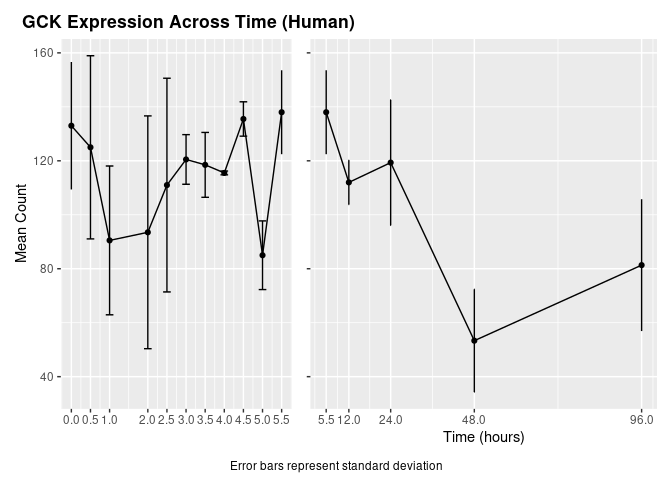 GCK Expression Across Time (Human)
160
120
80
40
Mean Count
0.0 0.5 1.0 2.0 2.5 3.0 3.5 4.0 4.5 5.0 5.5
5.5 12.0 24.0 48.0 96.0
Time (hours)
Error bars represent standard deviation